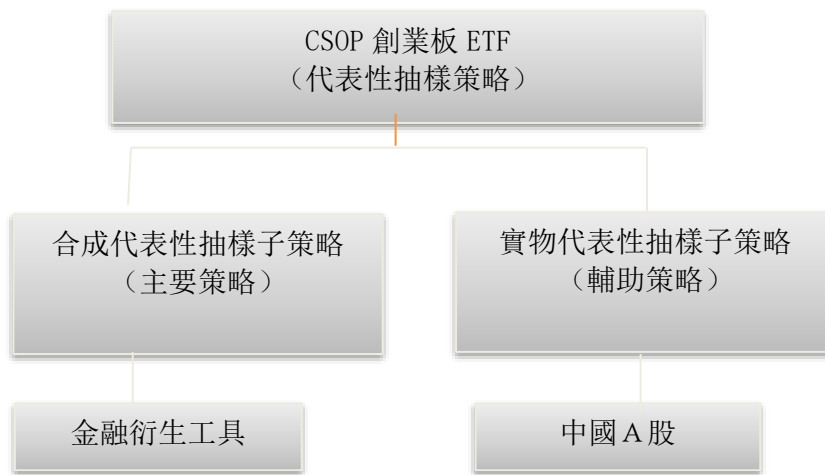 CSOP 創業板 ETF
（代表性抽樣策略）
合成代表性抽樣子策略
（主要策略）
實物代表性抽樣子策略
（輔助策略）
金融衍生工具
中國Ａ股